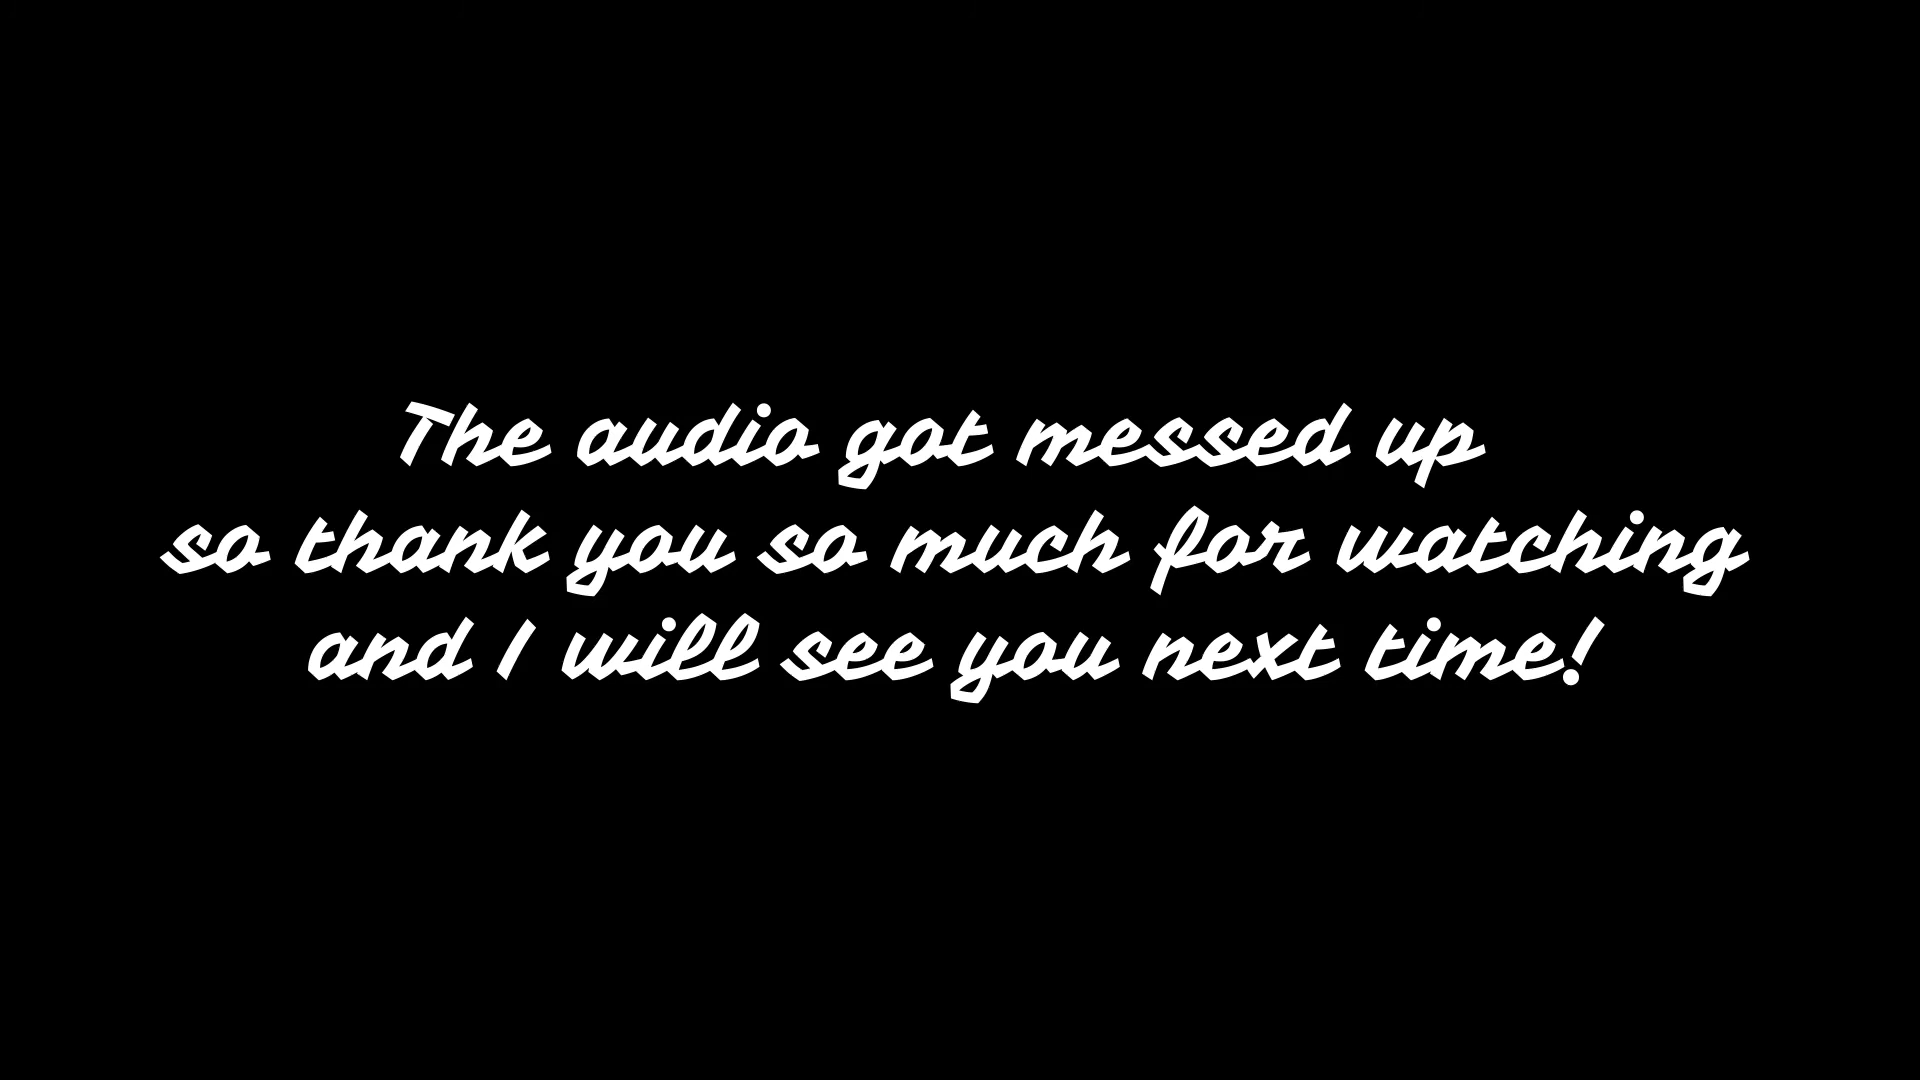 The audio got messed up
so thank you so much for watching
and I will see you next time!